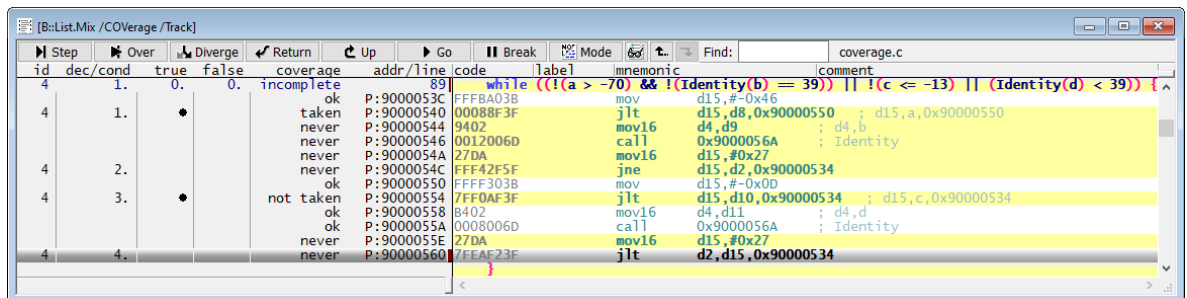 [B::List.Mix /COVerage /Track]
Step Over Diverge Return Up Go Break Mode t.. Find: coverage.c
id dec/cond true false coverage addr/line code label mnemonic comment
4 1. 0. 0. incomplete 89 while ((!(a > -70) && !(Identity(b) == 39)) || !(c <= -13) || (Identity(d) < 39)) {
ok P:9000053C FFFBA03B mov d15,#-0x46
4 1. ● taken P:90000540 00088F3F jlt d15,d8,0x90000550 ; d15,a,0x90000550
never P:90000544 9402 mov16 d4,d9 ; d4,b
never P:90000546 0012006D call 0x9000056A ; Identity
never P:9000054A 27DA mov16 d15,#0x27
4 2. never P:9000054C FFF42F5F jne d15,d2,0x90000534
ok P:90000550 FFFF303B mov d15,#-0x0D
4 3. ● not taken P:90000554 7FF0AF3F jlt d15,d10,0x90000534 ; d15,c,0x90000534
ok P:90000558 B402 mov16 d4,d11 ; d4,d
ok P:9000055A 0008006D call 0x9000056A ; Identity
never P:9000055E 27DA mov16 d15,#0x27
4 4. never P:90000560 7FEAF23F jlt d2,d15,0x90000534
}